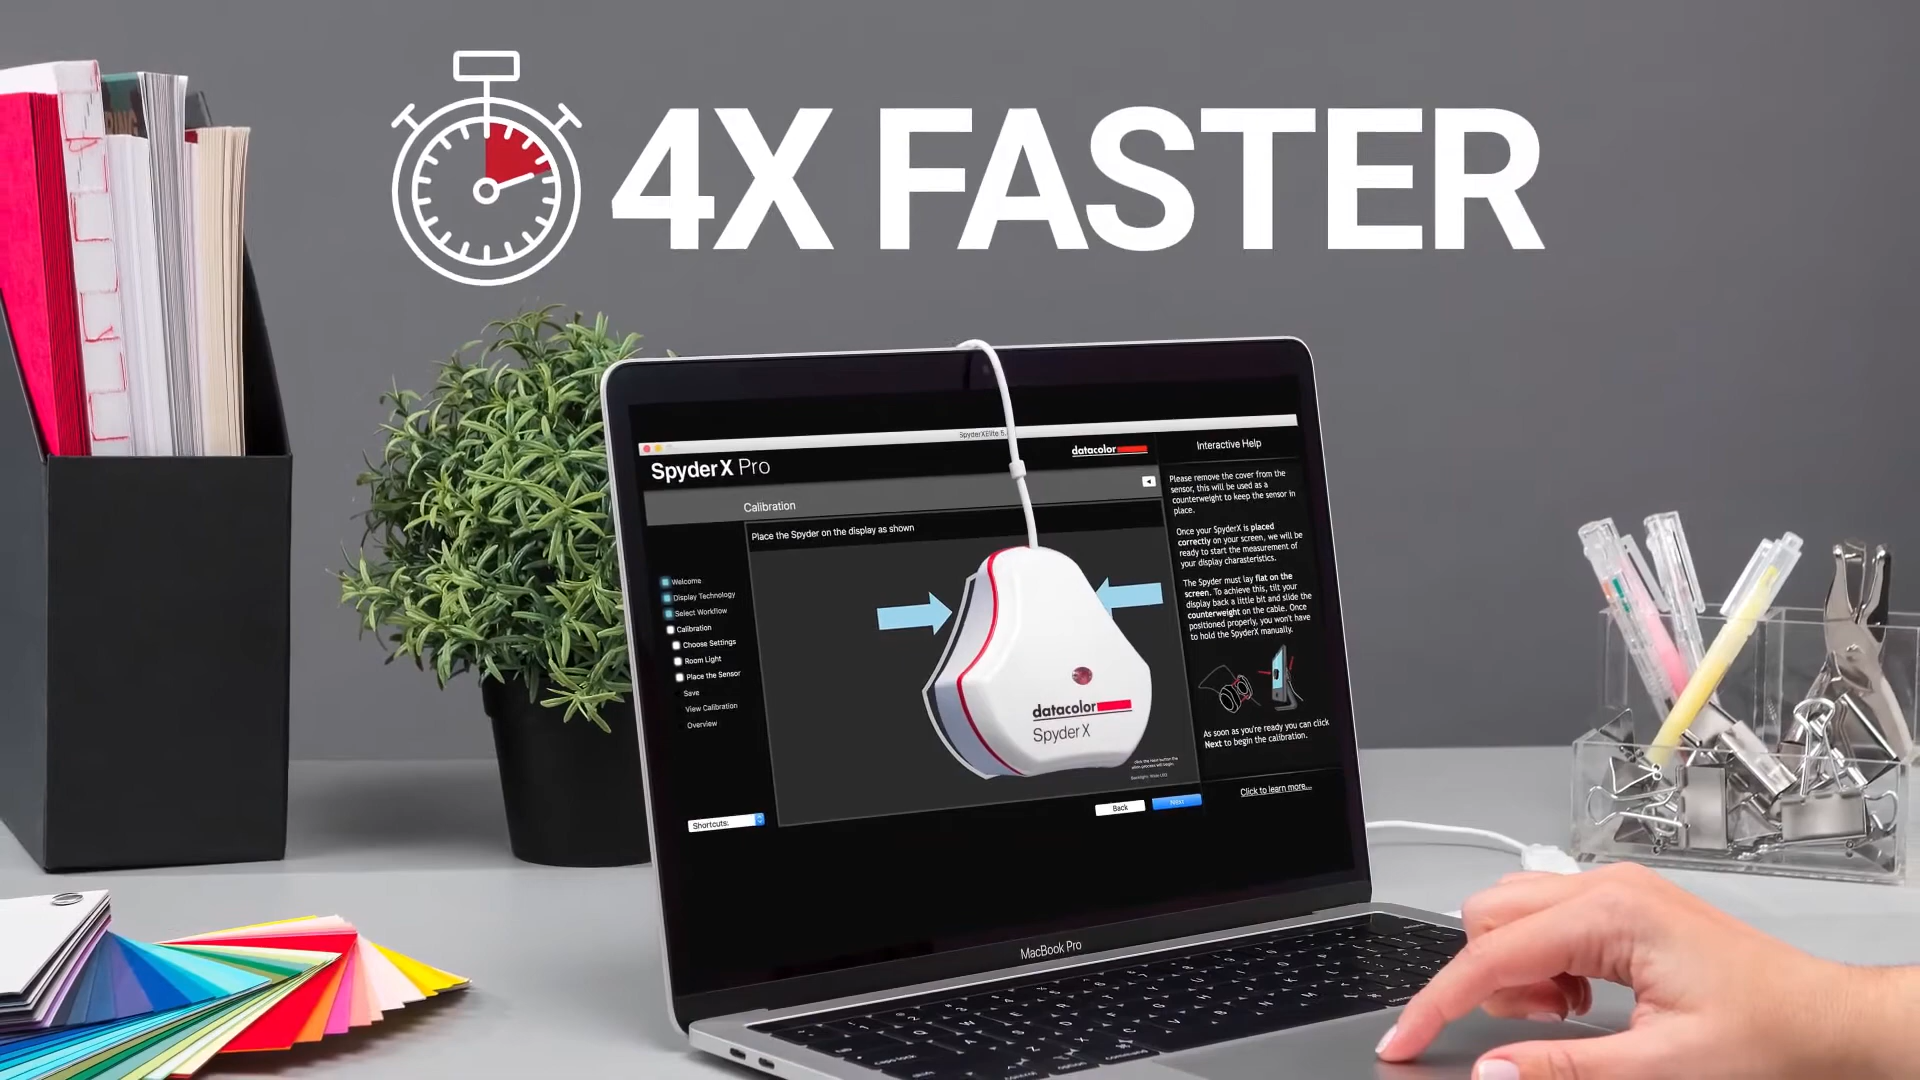 4X FASTER
SpyderXElite 5.
SpyderX Pro
datacolor
Interactive Help
Calibration
Place the Spyder on the display as shown
Welcome
Display Technology
Select Workflow
Calibration
Choose Settings
Room Light
Place the Sensor
Save
View Calibration
Overview
Shortcuts:
datacolor
Spyder X
Back
Next
Please remove the cover from the
sensor, this will be used as a
counterweight to keep the sensor in
place.
Once your SpyderX is placed
correctly on your screen, we will be
ready to start the measurement of
your display characteristics.
The Spyder must lay flat on the
screen. To achieve this, tilt your
display back a little bit and slide the
counterweight on the cable. Once
positioned properly, you won't have
to hold the SpyderX manually.
As soon as you're ready you can click
Next to begin the calibration.
Click to learn more...
MacBook Pro